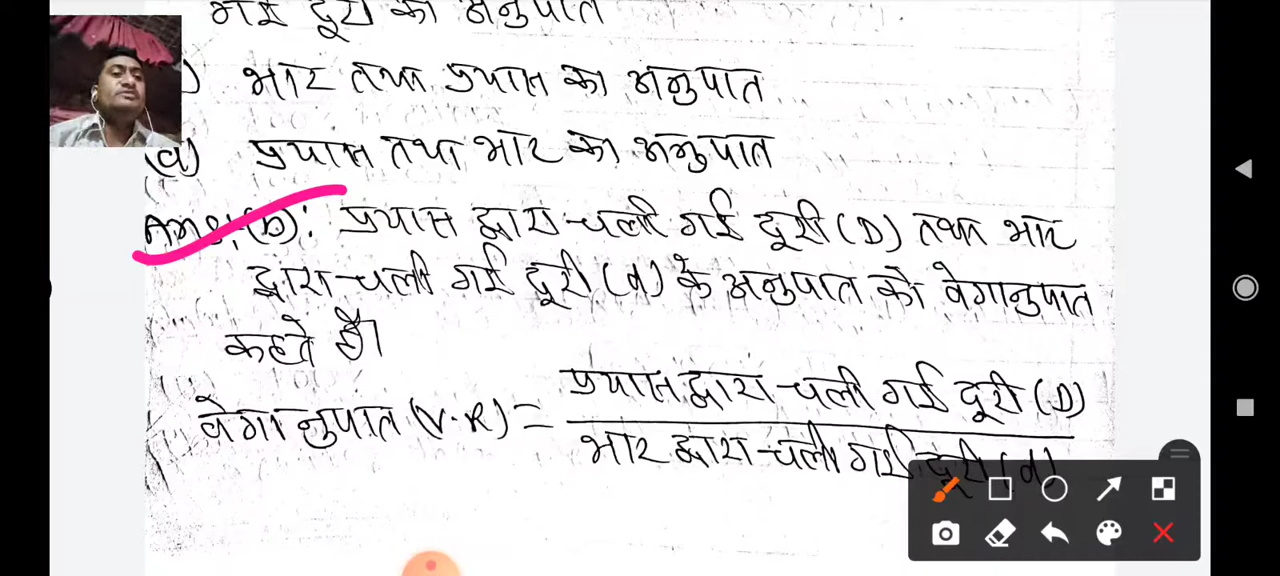 गई दूरी का अनुपात
) भार तथा प्रयास का अनुपात
(d) प्रयास तथा भार का अनुपात
Ans.(b): प्रयास द्वारा चली गई दूरी (D) तथा भार
द्वारा चली गई दूरी (d) के अनुपात को वेगानुपात
कहते हैं।
प्रयास द्वारा चली गई दूरी (D)
वेगानुपात (V.R) =
भार द्वारा चली गई दूरी (d)